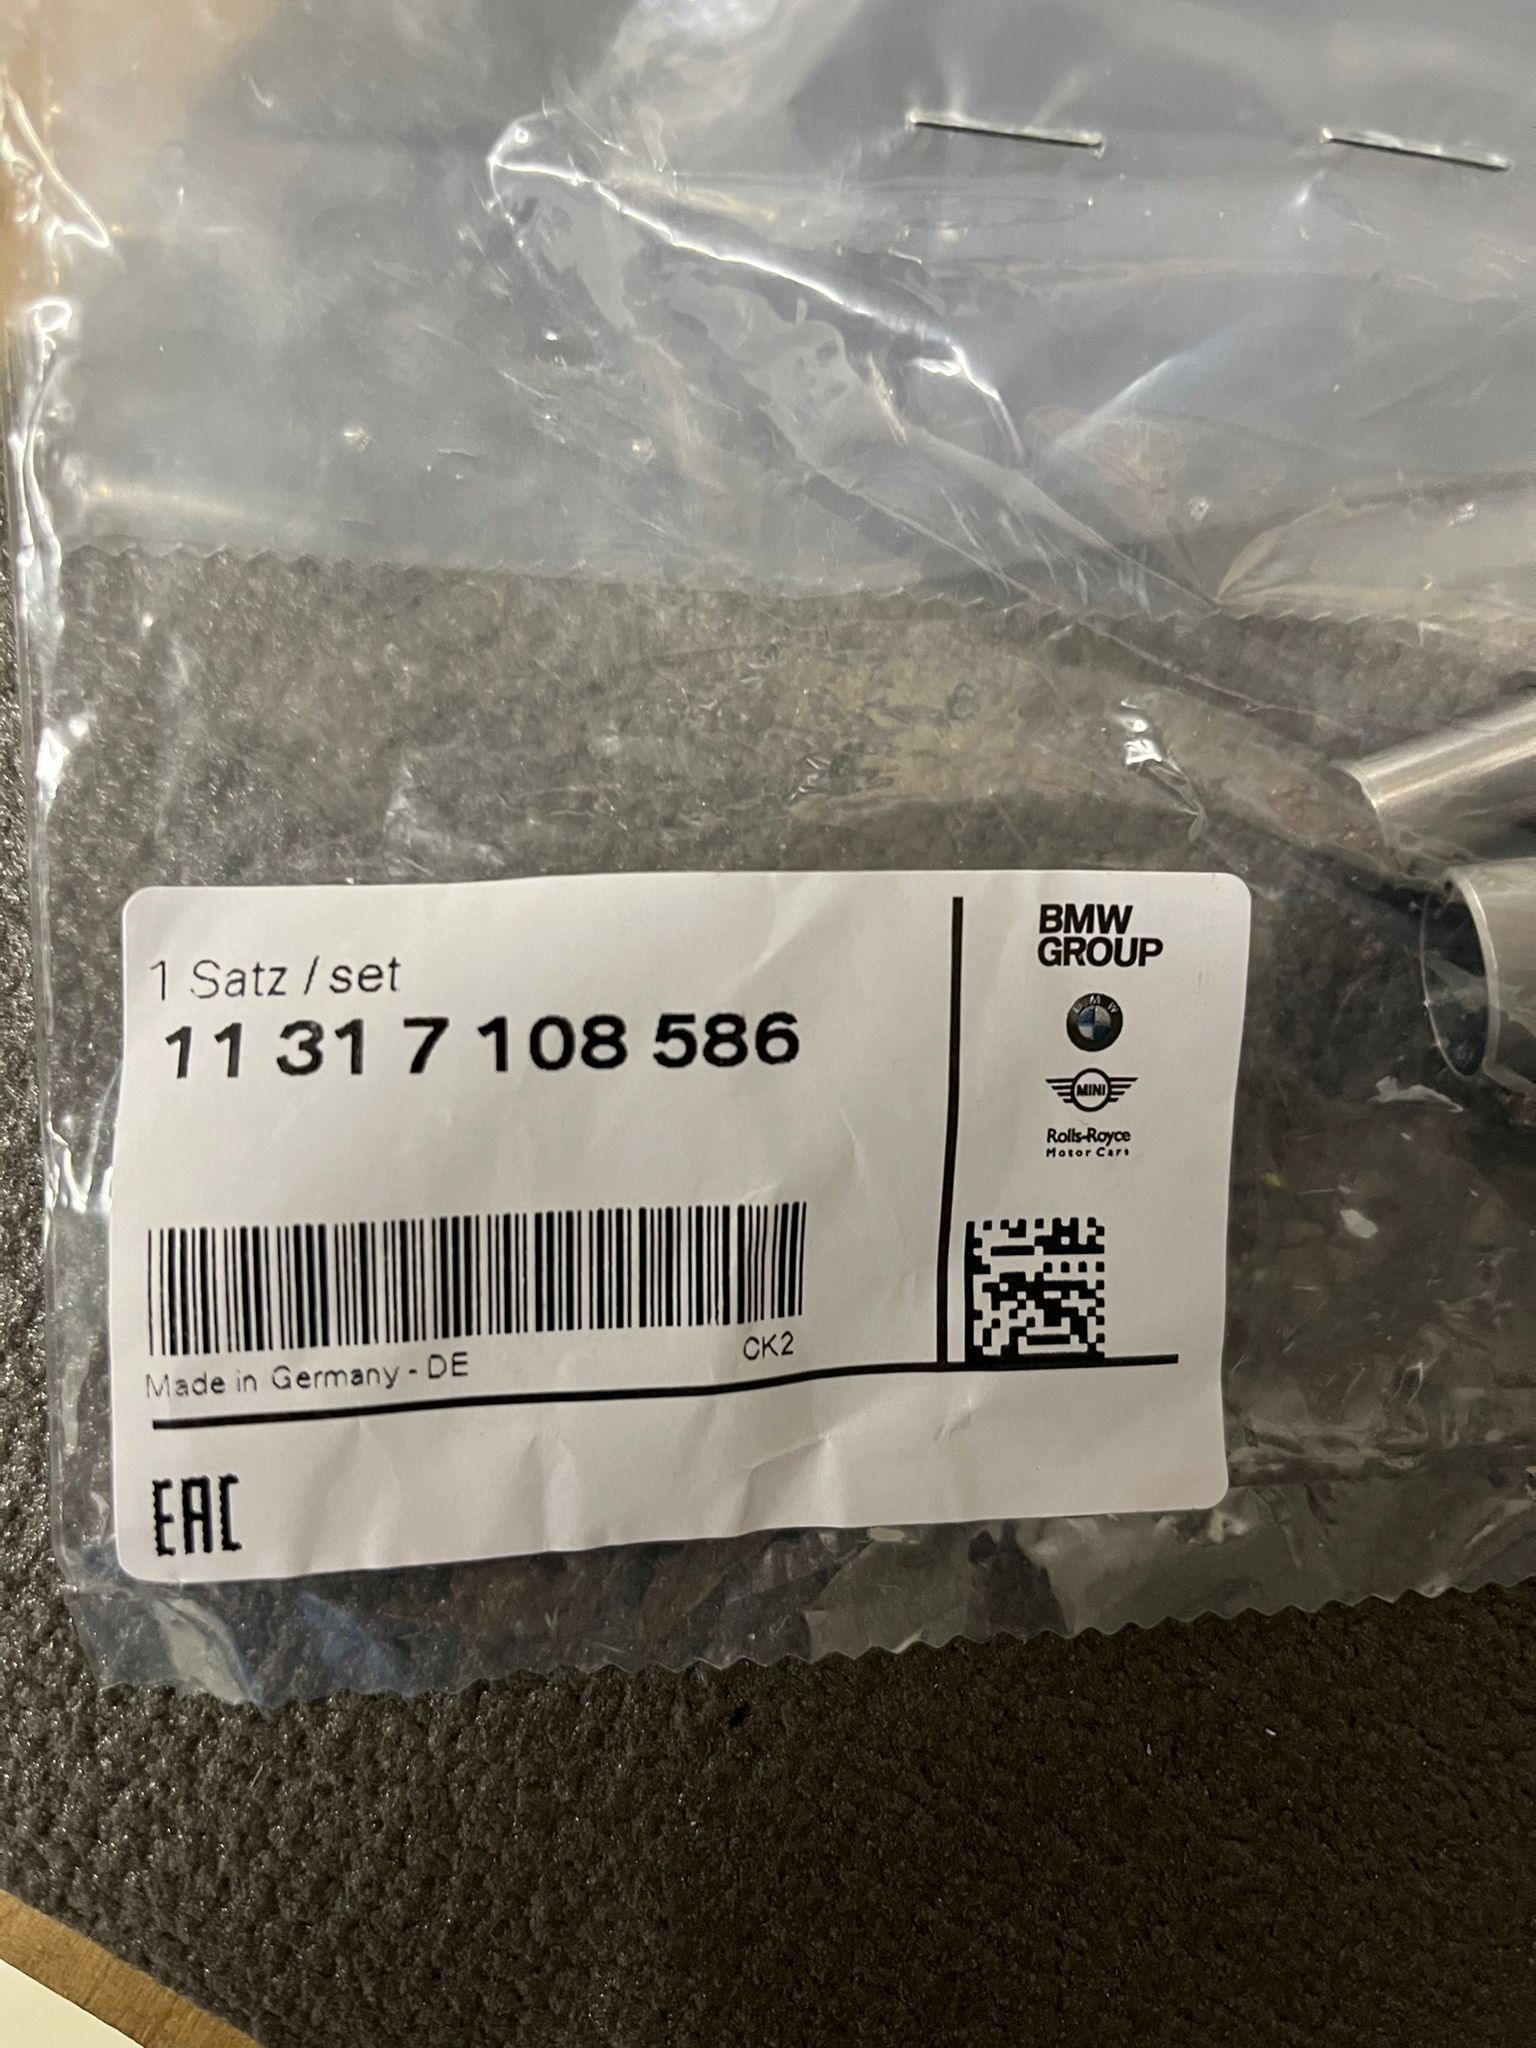 1 Satz / set
11 31 7 108 586
Made in Germany - DE
CK2
EAC
BMW
GROUP
BMW
MINI
Rolls-Royce
Motor Cars